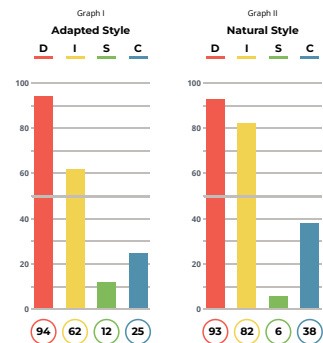 Graph I
Adapted Style
D I S C
100
80
60
40
20
0
94 62 12 25
Graph II
Natural Style
D I S C
100
80
60
40
20
0
93 82 6 38